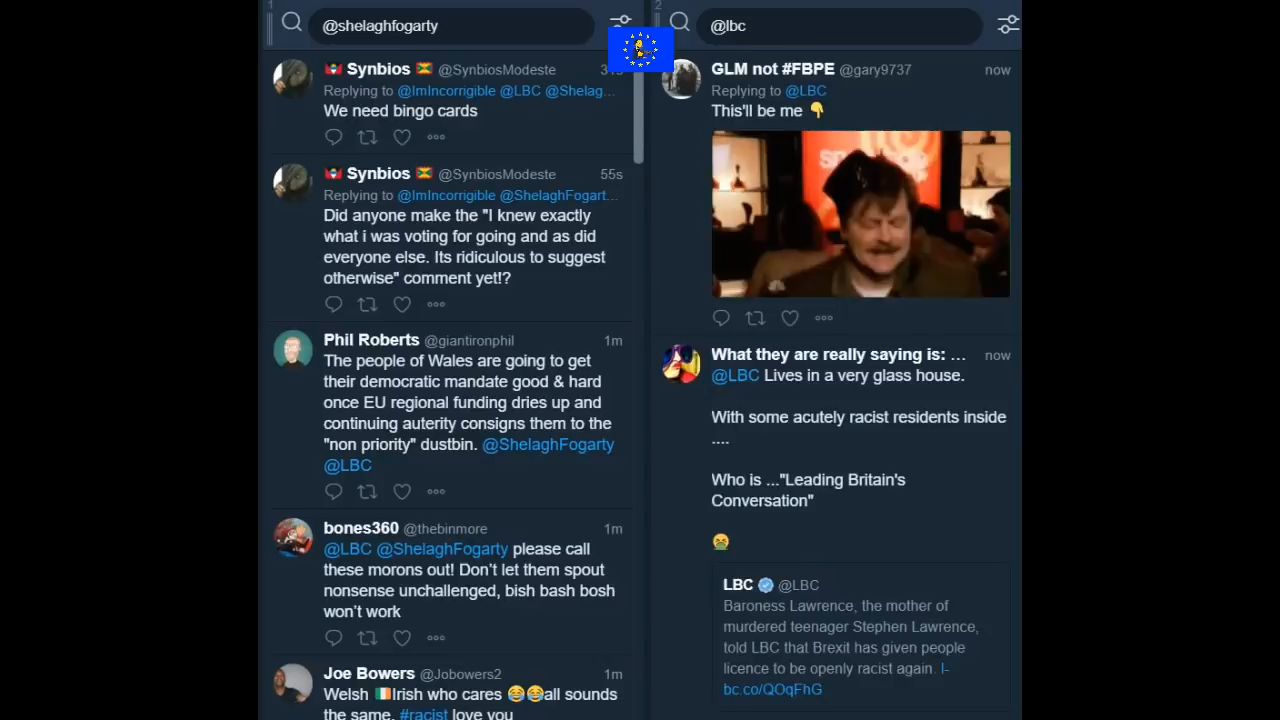 1
@shelaghfogarty
Synbios @SynbiosModeste
Replying to @ImIncorrigible @LBC @Shelag...
We need bingo cards
Synbios @SynbiosModeste 55s
Replying to @ImIncorrigible @ShelaghFogart...
Did anyone make the "I knew exactly
what i was voting for going and as did
everyone else. Its ridiculous to suggest
otherwise" comment yet!?
Phil Roberts @giantironphil 1m
The people of Wales are going to get
their democratic mandate good & hard
once EU regional funding dries up and
continuing auterity consigns them to the
"non priority" dustbin. @ShelaghFogarty
@LBC
bones360 @thebinmore 1m
@LBC @ShelaghFogarty please call
these morons out! Don't let them spout
nonsense unchallenged, bish bash bosh
won't work
Joe Bowers @Jobowers2 1m
Welsh 🇮🇪Irish who cares 😂😂all sounds
the same, #racist love you
2
@lbc
GLM not #FBPE @gary9737 now
Replying to @LBC
This'll be me 👇
What they are really saying is: ... now
@LBC Lives in a very glass house.
With some acutely racist residents inside
....
Who is ..."Leading Britain's
Conversation"
🤮
LBC @LBC
Baroness Lawrence, the mother of
murdered teenager Stephen Lawrence,
told LBC that Brexit has given people
licence to be openly racist again. l-
bc.co/QOqFhG